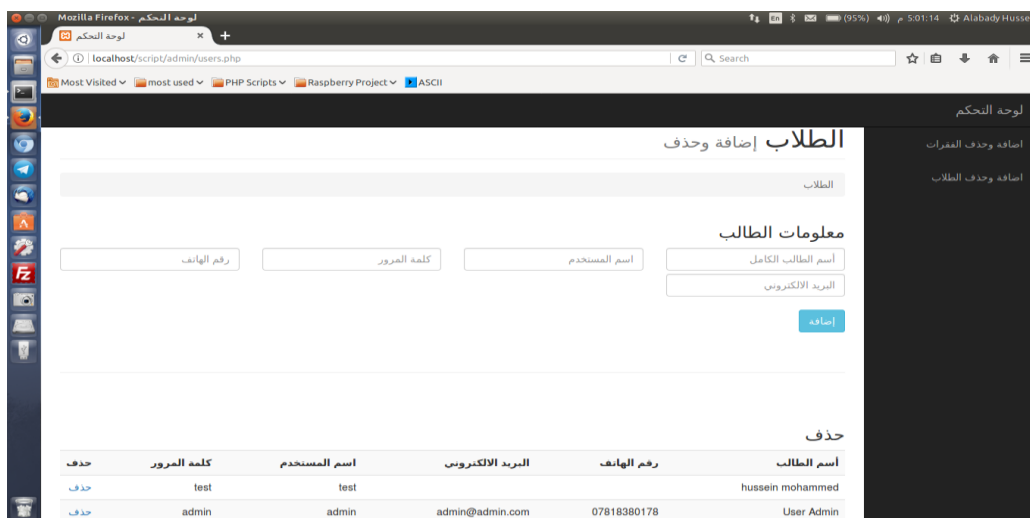 لوحه التحكم - Mozilla Firefox
En (95%) 5:01:14 م Alabady Husse
لوحة التحكم
localhost/script/admin/users.php Search
Most Visited most used PHP Scripts Raspberry Project ASCII
لوحة التحكم
اضافة وحذف الفقرات
اضافة وحذف الطلاب
الطلاب إضافة وحذف
الطلاب
معلومات الطالب
أسم الطالب الكامل اسم المستخدم كلمة المرور رقم الهاتف
البريد الالكتروني
إضافة
حذف
أسم الطالب رقم الهاتف البريد الالكتروني اسم المستخدم كلمة المرور حذف
hussein mohammed test test حذف
User Admin 07818380178 admin@admin.com admin admin حذف